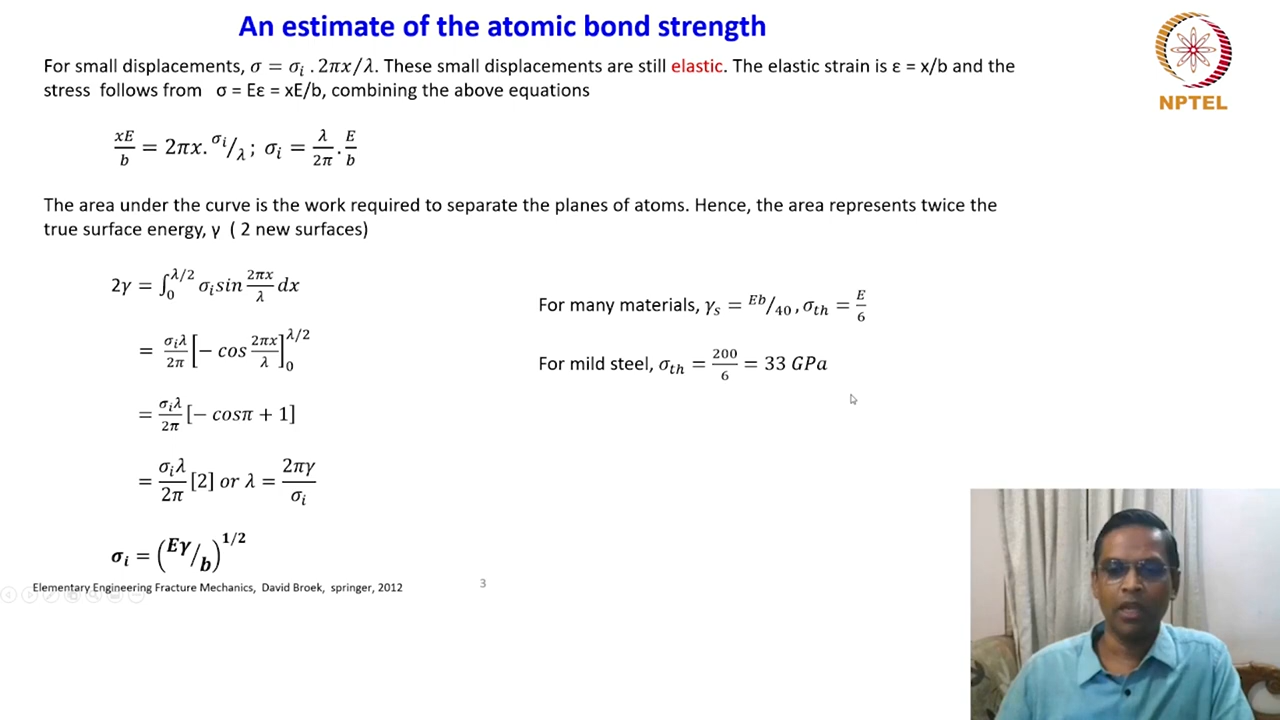 An estimate of the atomic bond strength
For small displacements, σ = σᵢ . 2πx/λ. These small displacements are still elastic. The elastic strain is ε = x/b and the
stress follows from σ = Eε = xE/b, combining the above equations
xE/b = 2πx. σᵢ/λ ; σᵢ = λ/2π . E/b
The area under the curve is the work required to separate the planes of atoms. Hence, the area represents twice the
true surface energy, γ ( 2 new surfaces)
2γ = ∫₀^{λ/2} σᵢ sin 2πx/λ dx
= σᵢλ/2π [− cos 2πx/λ]₀^{λ/2}
= σᵢλ/2π [− cosπ + 1]
= σᵢλ/2π [2] or λ = 2πγ/σᵢ
σᵢ = (Eγ/b)^{1/2}
For many materials, γₛ = Eb/40 , σ_th = E/6
For mild steel, σ_th = 200/6 = 33 GPa
Elementary Engineering Fracture Mechanics, David Broek, springer, 2012
3
NPTEL